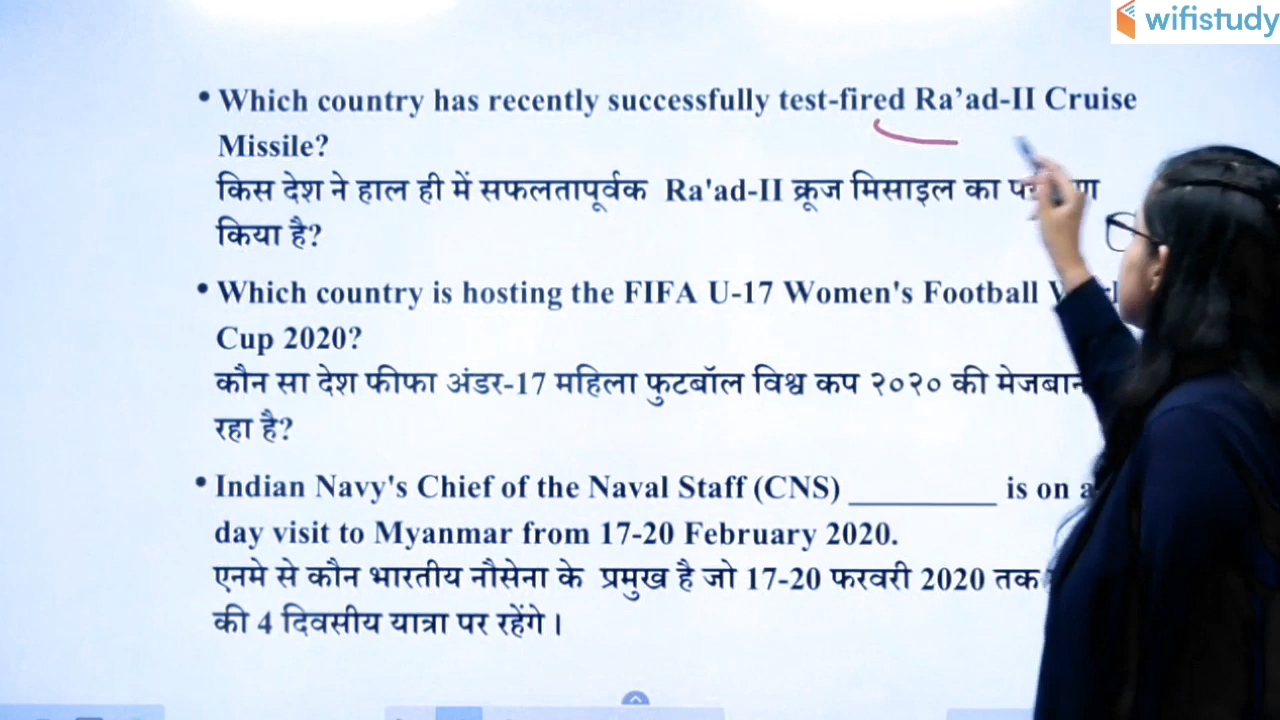 wifistudy
• Which country has recently successfully test-fired Ra’ad-II Cruise
Missile?
किस देश ने हाल ही में सफलतापूर्वक Ra'ad-II क्रूज मिसाइल का
किया है?
• Which country is hosting the FIFA U-17 Women's Football
Cup 2020?
कौन सा देश फीफा अंडर-17 महिला फुटबॉल विश्व कप २०२० की
रहा है?
• Indian Navy's Chief of the Naval Staff (CNS) __________ is on
day visit to Myanmar from 17-20 February 2020.
एनमे से कौन भारतीय नौसेना के प्रमुख है जो 17-20 फरवरी 2020 तक
की 4 दिवसीय यात्रा पर रहेंगे।